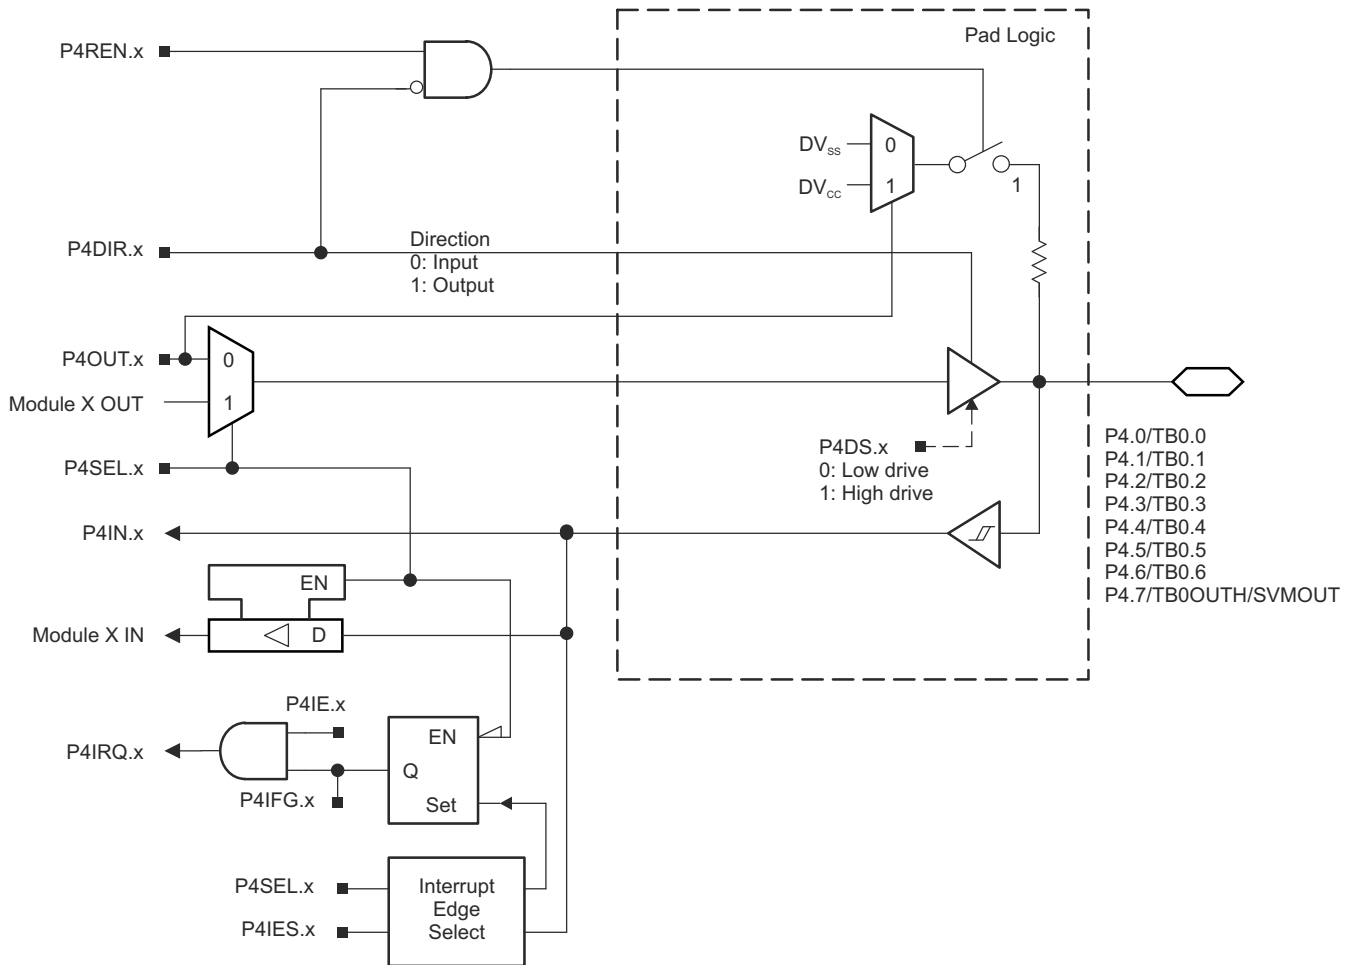 Pad Logic
P4REN.x
DVSS
0
DVCC
1
1
P4DIR.x
Direction
0: Input
1: Output
P4OUT.x
0
Module X OUT
1
P4DS.x
0: Low drive
1: High drive
P4SEL.x
P4.0/TB0.0
P4.1/TB0.1
P4.2/TB0.2
P4.3/TB0.3
P4.4/TB0.4
P4.5/TB0.5
P4.6/TB0.6
P4.7/TB0OUTH/SVMOUT
P4IN.x
EN
Module X IN
D
P4IE.x
EN
P4IRQ.x
Q
P4IFG.x
Set
P4SEL.x
P4IES.x
Interrupt
Edge
Select